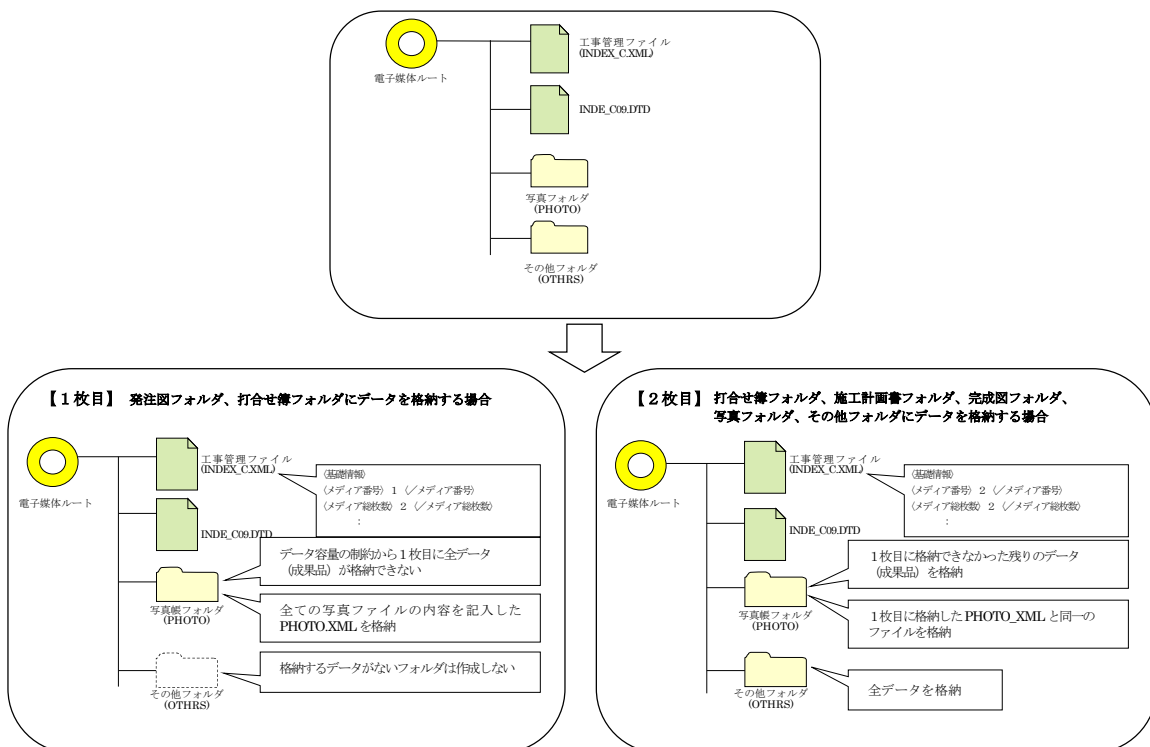 工事管理ファイル
(INDEX_C.XML)
電子媒体ルート
INDE_C09.DTD
写真フォルダ
(PHOTO)
その他フォルダ
(OTHRS)
【1枚目】 発注図フォルダ、打合せ簿フォルダにデータを格納する場合
工事管理ファイル
(INDEX_C.XML)
電子媒体ルート
〈基礎情報〉
〈メディア番号〉1〈／メディア番号〉
〈メディア総枚数〉2〈／メディア総枚数〉
：
INDE_C09.DTD
データ容量の制約から1枚目に全データ
（成果品）が格納できない
写真帳フォルダ
(PHOTO)
全ての写真ファイルの内容を記入した
PHOTO.XMLを格納
格納するデータがないフォルダは作成しない
その他フォルダ
(OTHRS)
【2枚目】 打合せ簿フォルダ、施工計画書フォルダ、完成図フォルダ、
写真フォルダ、その他フォルダにデータを格納する場合
工事管理ファイル
(INDEX_C.XML)
電子媒体ルート
〈基礎情報〉
〈メディア番号〉2〈／メディア番号〉
〈メディア総枚数〉2〈／メディア総枚数〉
：
INDE_C09.DTD
1枚目に格納できなかった残りのデータ
（成果品）を格納
写真帳フォルダ
(PHOTO)
1枚目に格納したPHOTO_XMLと同一の
ファイルを格納
全データを格納
その他フォルダ
(OTHRS)